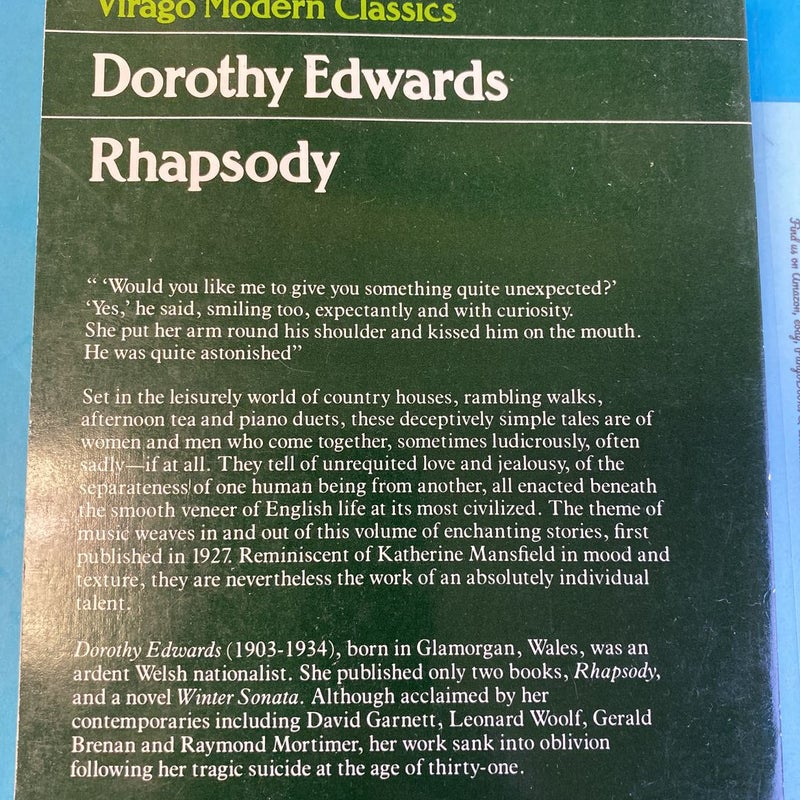 Virago Modern Classics
Dorothy Edwards
Rhapsody
“ ‘Would you like me to give you something quite unexpected?’
‘Yes,’ he said, smiling too, expectantly and with curiosity.
She put her arm round his shoulder and kissed him on the mouth.
He was quite astonished”
Set in the leisurely world of country houses, rambling walks,
afternoon tea and piano duets, these deceptively simple tales are of
women and men who come together, sometimes ludicrously, often
sadly—if at all. They tell of unrequited love and jealousy, of the
separateness of one human being from another, all enacted beneath
the smooth veneer of English life at its most civilized. The theme of
music weaves in and out of this volume of enchanting stories, first
published in 1927. Reminiscent of Katherine Mansfield in mood and
texture, they are nevertheless the work of an absolutely individual
talent.
Dorothy Edwards (1903-1934), born in Glamorgan, Wales, was an
ardent Welsh nationalist. She published only two books, Rhapsody,
and a novel Winter Sonata. Although acclaimed by her
contemporaries including David Garnett, Leonard Woolf, Gerald
Brenan and Raymond Mortimer, her work sank into oblivion
following her tragic suicide at the age of thirty-one.
Find us on Amazon, ebay,